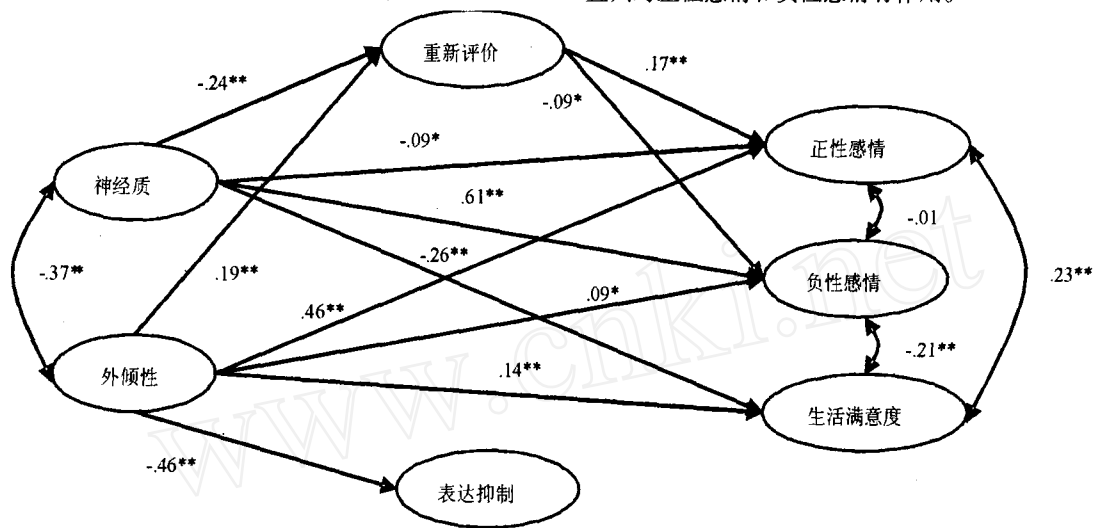 重新评价
-.24**
.17**
-.09*
-.09*
正性感情
神经质
.61**
-.01
-.37**
.19**
-.26**
负性感情
.23**
.46**
.09*
外倾性
.14**
-.21**
生活满意度
-.46**
表达抑制
www.cnki.net